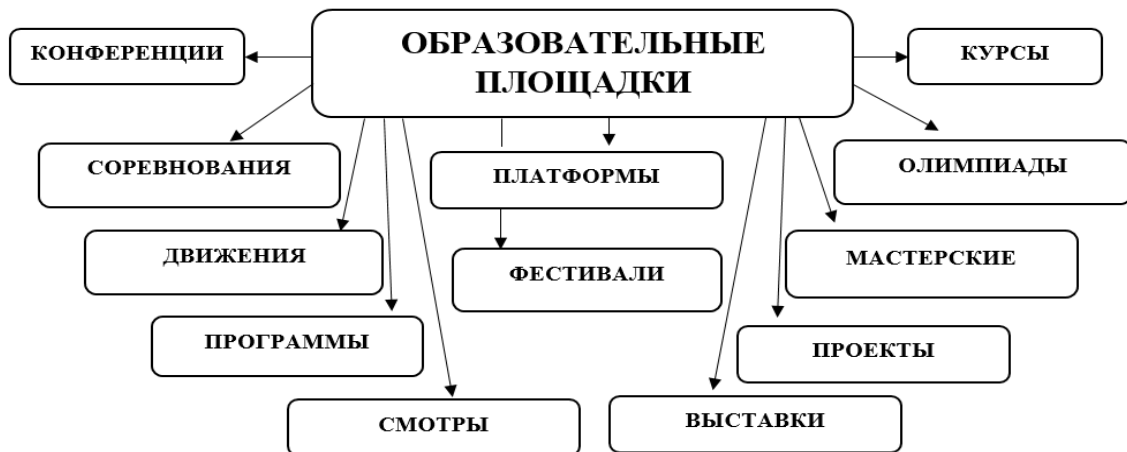 ОБРАЗОВАТЕЛЬНЫЕ
ПЛОЩАДКИ
КОНФЕРЕНЦИИ
КУРСЫ
СОРЕВНОВАНИЯ
ПЛАТФОРМЫ
ОЛИМПИАДЫ
ДВИЖЕНИЯ
ФЕСТИВАЛИ
МАСТЕРСКИЕ
ПРОГРАММЫ
ПРОЕКТЫ
СМОТРЫ
ВЫСТАВКИ